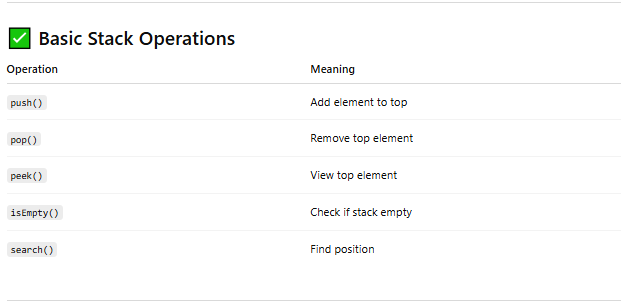 ✅ Basic Stack Operations
Operation Meaning
push() Add element to top
pop() Remove top element
peek() View top element
isEmpty() Check if stack empty
search() Find position